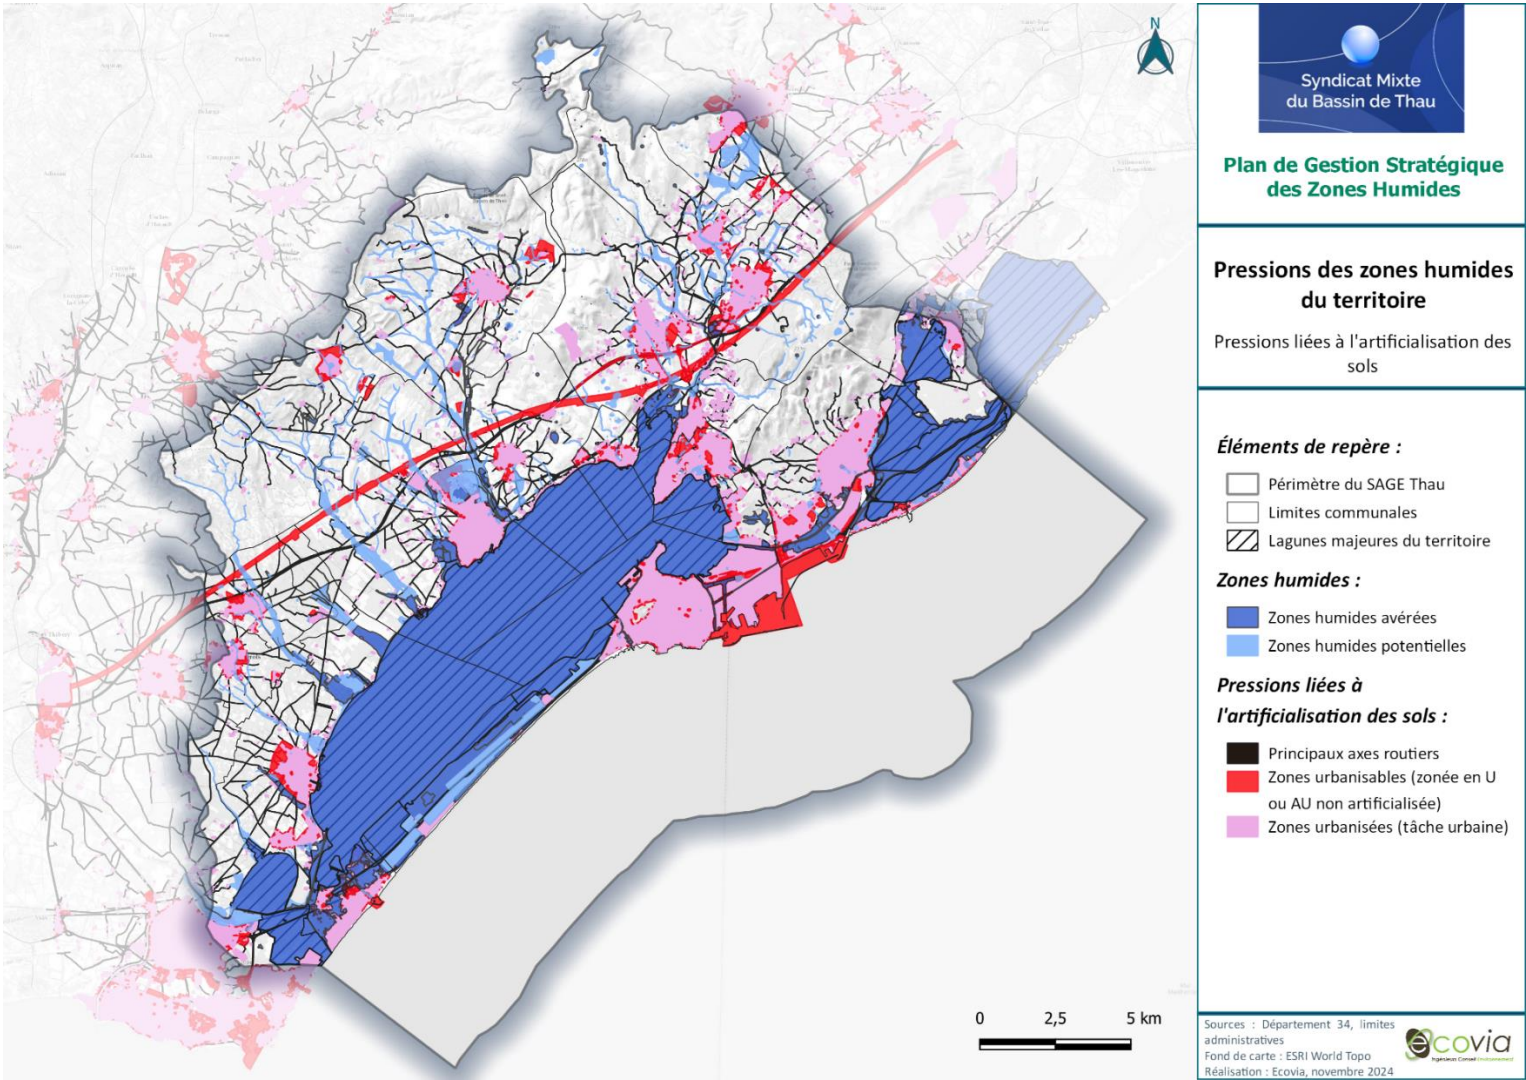 N
0
2,5
5 km
Syndicat Mixte
du Bassin de Thau
Plan de Gestion Stratégique
des Zones Humides
Pressions des zones humides
du territoire
Pressions liées à l'artificialisation des
sols
Éléments de repère :
Périmètre du SAGE Thau
Limites communales
Lagunes majeures du territoire
Zones humides :
Zones humides avérées
Zones humides potentielles
Pressions liées à
l'artificialisation des sols :
Principaux axes routiers
Zones urbanisables (zonée en U
ou AU non artificialisée)
Zones urbanisées (tâche urbaine)
Sources : Département 34, limites
administratives
Fond de carte : ESRI World Topo
Réalisation : Ecovia, novembre 2024
ecovia
Ingénierie Conseil Environnement